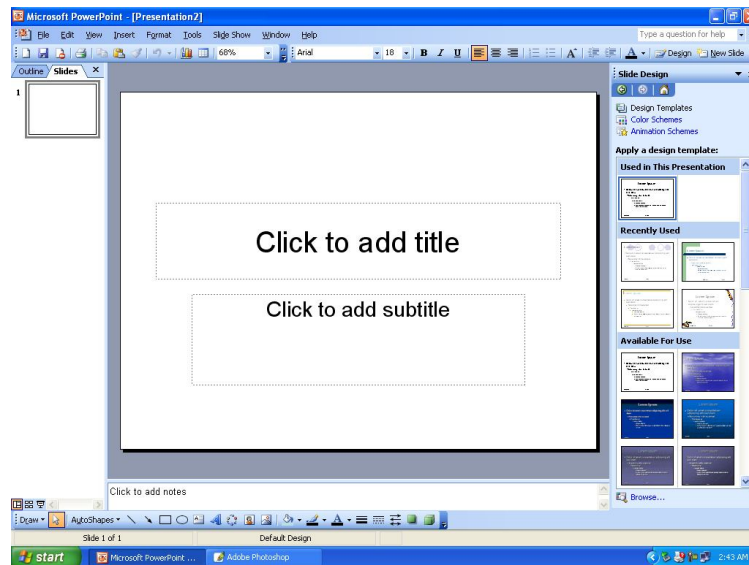 Microsoft PowerPoint - [Presentation2]
File Edit View Insert Format Tools Slide Show Window Help
Type a question for help
68% Arial 18 B I U A A Design New Slide
Outline Slides
Slide Design
1
Design Templates
Color Schemes
Animation Schemes
Apply a design template:
Used in This Presentation
Recently Used
Click to add title
Click to add subtitle
Available For Use
Click to add notes
Browse...
Draw AutoShapes A
Slide 1 of 1 Default Design
start Microsoft PowerPoint ... Adobe Photoshop 2:43 AM